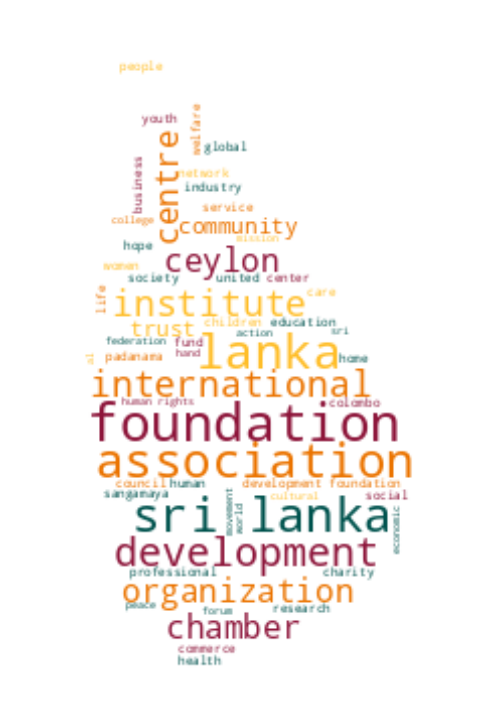 people
youth
welfare
centre
global
business
network
industry
service
college
community
mission
hope
ceylon
women
society
united
center
life
institute
care
trust
children
education
action
sri
federation
fund
lanka
al
padanama
hand
home
international
human rights
colombo
foundation
association
council
human
development foundation
sangamaya
cultural
social
movement
world
sri lanka
economic
development
professional
charity
organization
peace
forum
research
chamber
commerce
health